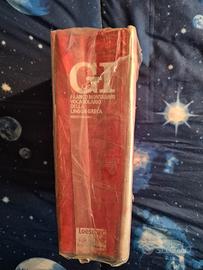 GI
FRANCO MONTANARI
VOCABOLARIO
DELLA
LINGUA GRECA
Loescher